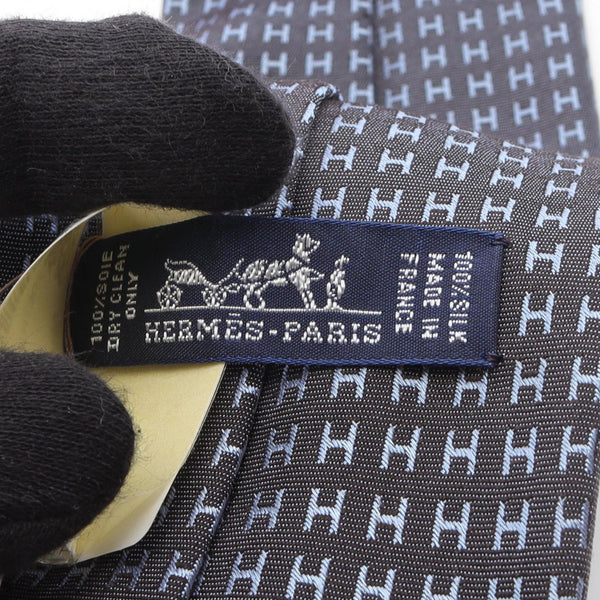 100%SOIE
DRY CLEAN
ONLY
HERMÈS-PARIS
100%SILK
MADE IN
FRANCE